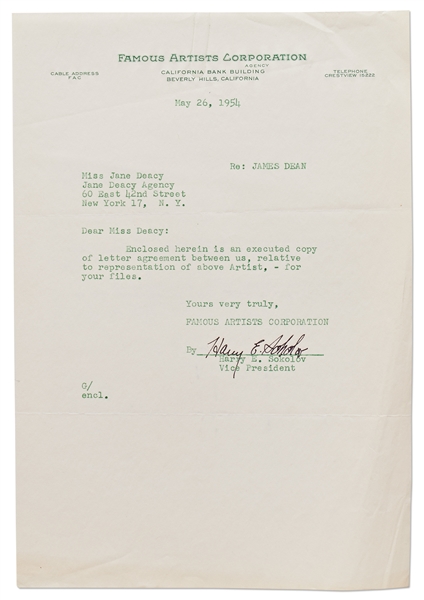 FAMOUS ARTISTS CORPORATION
AGENCY
CALIFORNIA BANK BUILDING
BEVERLY HILLS, CALIFORNIA
CABLE ADDRESS
FAC
TELEPHONE
CRESTVIEW
May 26, 1954
Re: JAMES DEAN
Miss Jane Deacy
Jane Deacy Agency
60 East 42nd Street
New York 17, N. Y.
Dear Miss Deacy:
Enclosed herein is an executed copy
of letter agreement between us, relative
to representation of above Artist, - for
your files.
Yours very truly,
FAMOUS ARTISTS CORPORATION
By Harry E. Sokolov
Harry E. Sokolov
Vice President
G/
encl.